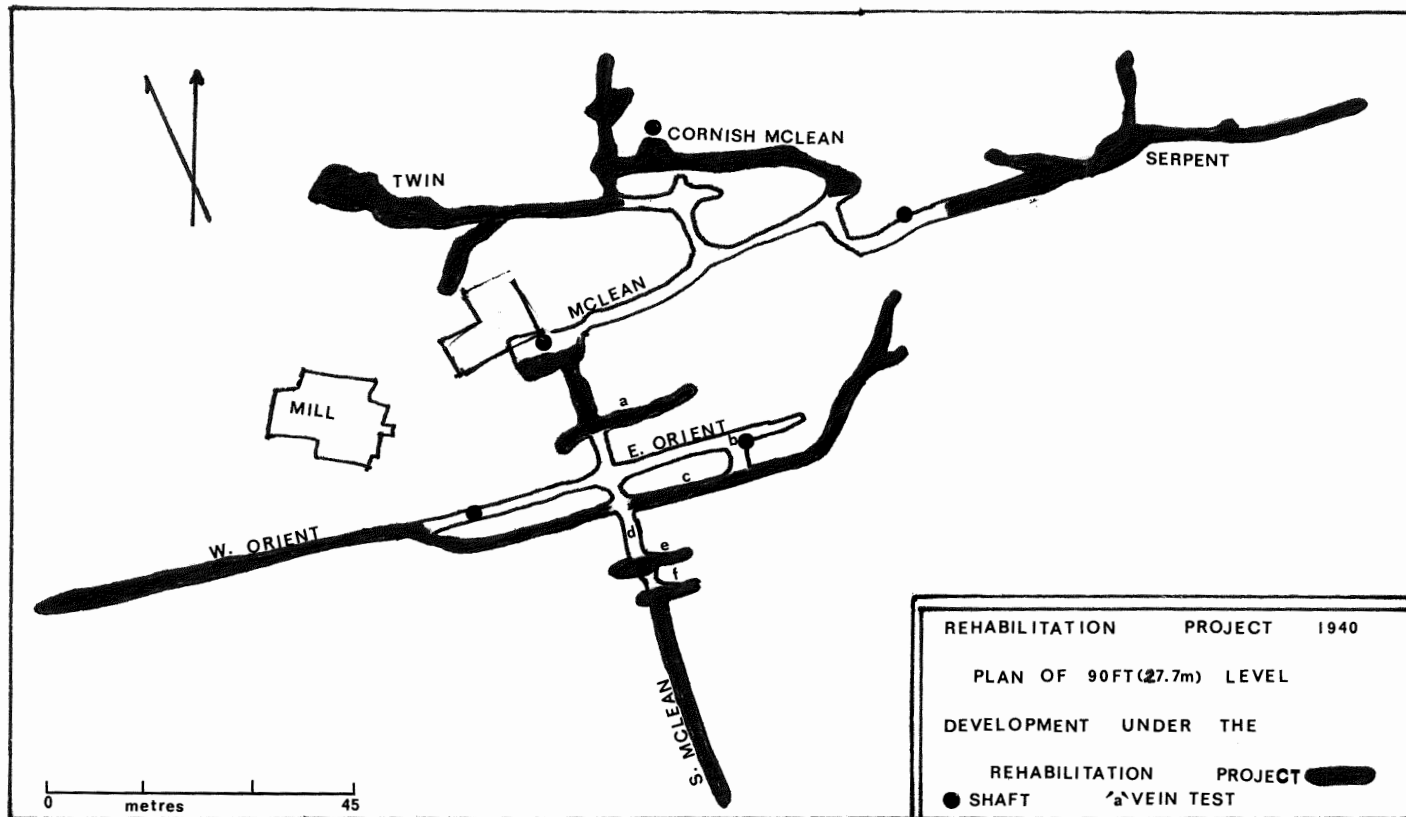 CORNISH MCLEAN
SERPENT
TWIN
MCLEAN
MILL
a
E. ORIENT
b
c
W. ORIENT
d
e
f
S. MCLEAN
0 metres 45
REHABILITATION PROJECT 1940
PLAN OF 90FT(27.7m) LEVEL
DEVELOPMENT UNDER THE
REHABILITATION PROJECT
SHAFT 'a' VEIN TEST